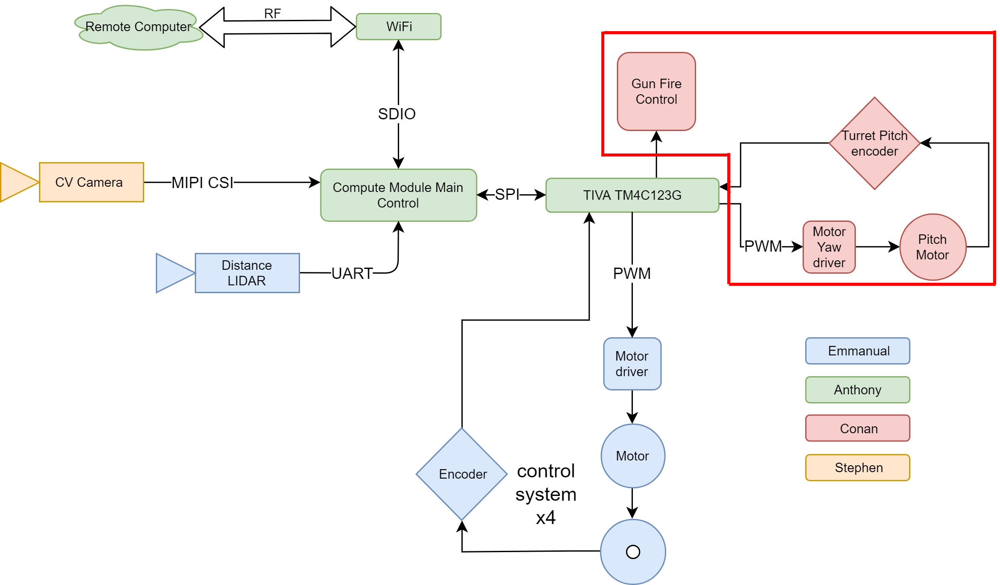 Remote Computer
RF
WiFi
SDIO
Gun Fire
Control
Turret Pitch
encoder
CV Camera
MIPI CSI
Compute Module Main
Control
SPI
TIVA TM4C123G
Distance
LIDAR
UART
PWM
Motor
Yaw
driver
Pitch
Motor
PWM
Motor
driver
Motor
Encoder
control
system
x4
Emmanual
Anthony
Conan
Stephen